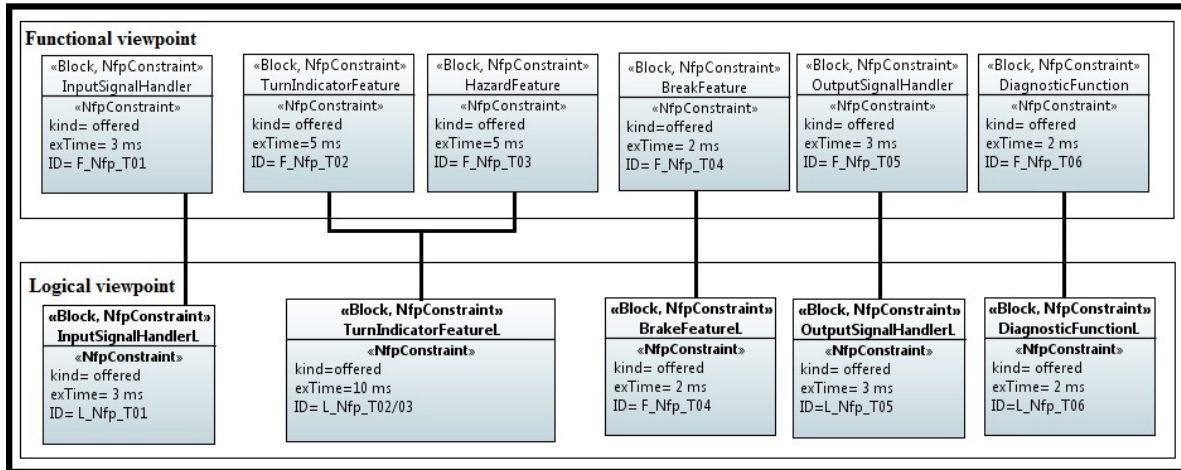 Functional viewpoint
«Block, NfpConstraint»
InputSignalHandler
«NfpConstraint»
kind= offered
exTime= 3 ms
ID= F_Nfp_T01
«Block, NfpConstraint»
TurnIndicatorFeature
«NfpConstraint»
kind= offered
exTime=5 ms
ID= F_Nfp_T02
«Block, NfpConstraint»
HazardFeature
«NfpConstraint»
kind= offered
exTime=5 ms
ID= F_Nfp_T03
«Block, NfpConstraint»
BreakFeature
«NfpConstraint»
kind=offered
exTime= 2 ms
ID= F_Nfp_T04
«Block, NfpConstraint»
OutputSignalHandler
«NfpConstraint»
kind= offered
exTime= 3 ms
ID= F_Nfp_T05
«Block, NfpConstraint»
DiagnosticFunction
«NfpConstraint»
kind= offered
exTime= 2 ms
ID= F_Nfp_T06
Logical viewpoint
«Block, NfpConstraint»
InputSignalHandlerL
«NfpConstraint»
kind= offered
exTime= 3 ms
ID= L_Nfp_T01
«Block, NfpConstraint»
TurnIndicatorFeatureL
«NfpConstraint»
kind=offered
exTime=10 ms
ID= L_Nfp_T02/03
«Block, NfpConstraint»
BrakeFeatureL
«NfpConstraint»
kind= offered
exTime= 2 ms
ID= F_Nfp_T04
«Block, NfpConstraint»
OutputSignalHandlerL
«NfpConstraint»
kind= offered
exTime= 3 ms
ID=L_Nfp_T05
«Block, NfpConstraint»
DiagnosticFunctionL
«NfpConstraint»
kind= offered
exTime= 2 ms
ID=L_Nfp_T06